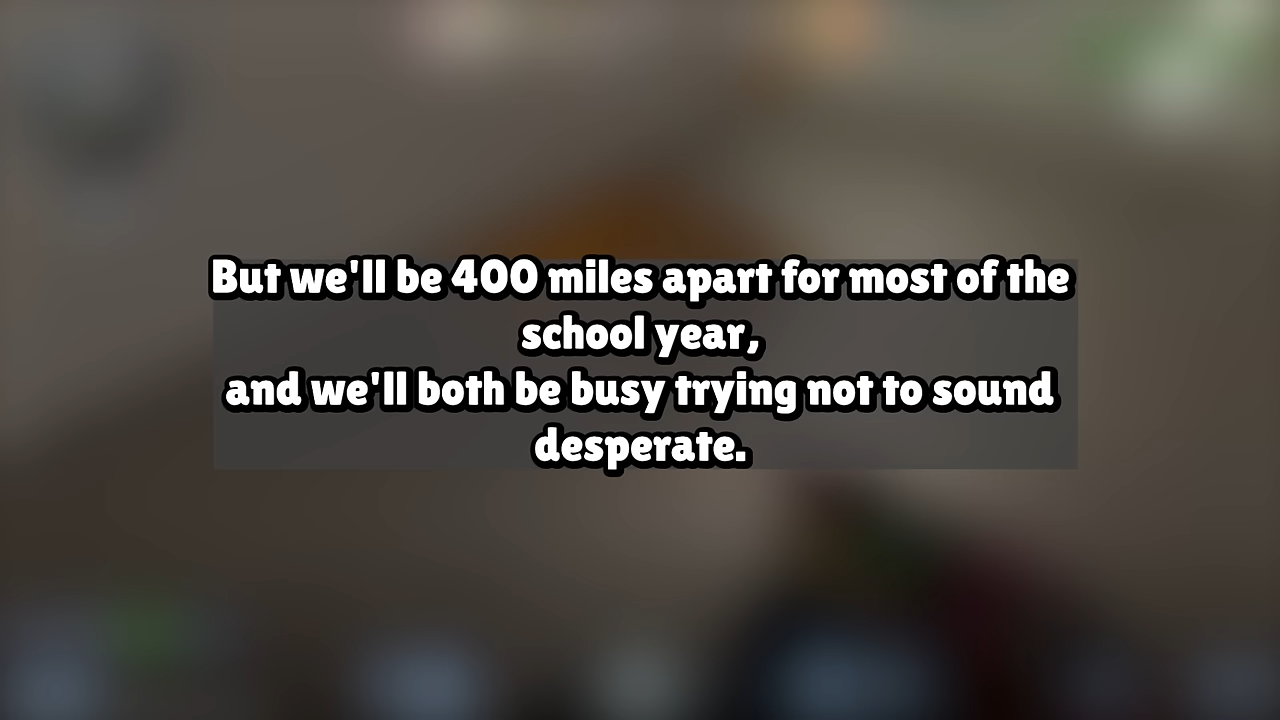 But we'll be 400 miles apart for most of the
school year,
and we'll both be busy trying not to sound
desperate.